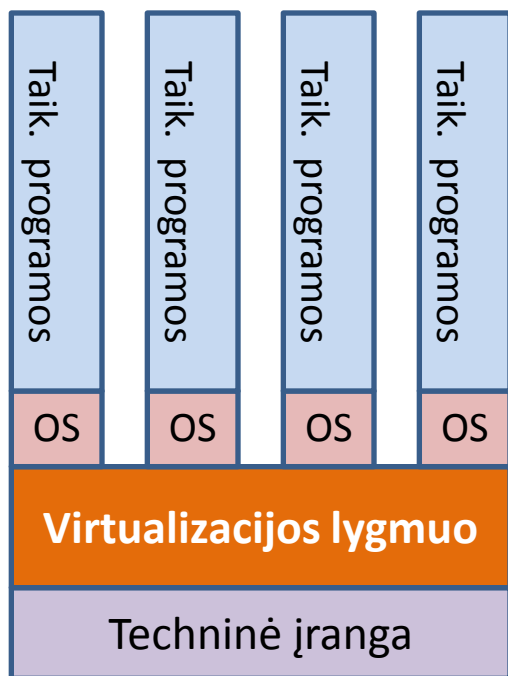 Taik. programos
Taik. programos
Taik. programos
Taik. programos
OS
OS
OS
OS
Virtualizacijos lygmuo
Techninė įranga